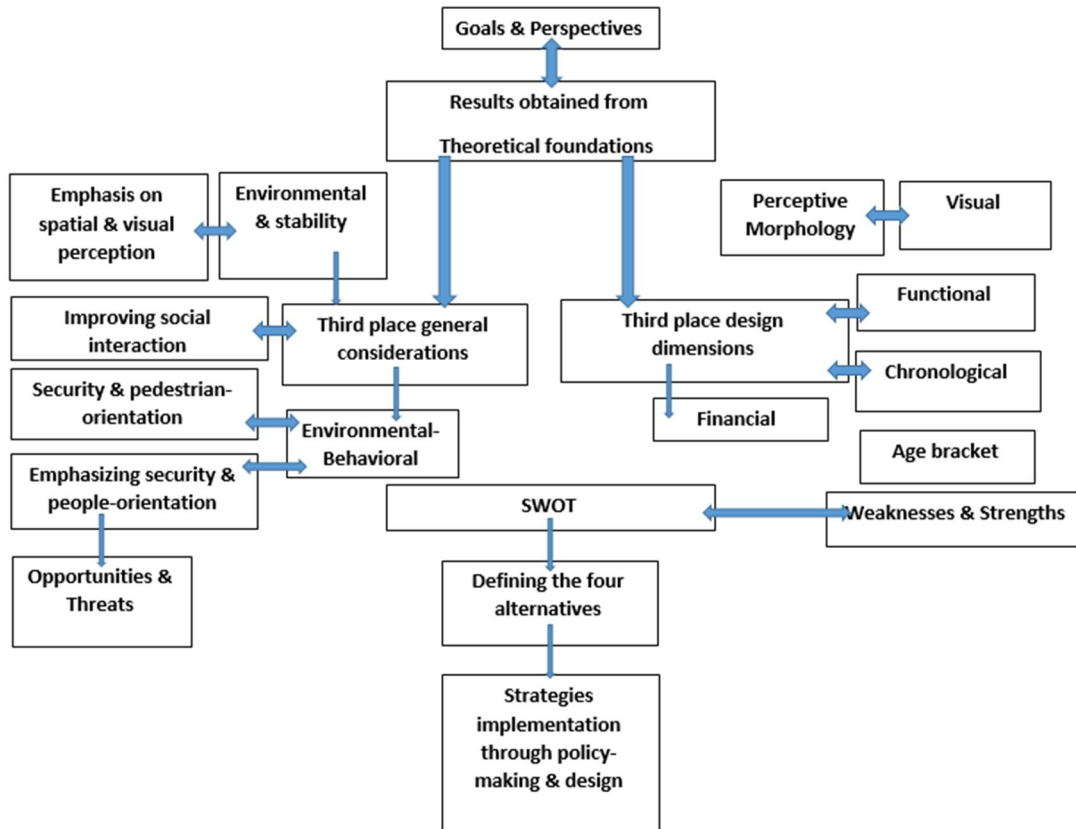 Goals & Perspectives
Results obtained from
Theoretical foundations
Emphasis on
spatial & visual
perception
Environmental
& stability
Perceptive
Morphology
Visual
Improving social
interaction
Third place general
considerations
Third place design
dimensions
Functional
Chronological
Security & pedestrian-
orientation
Environmental-
Behavioral
Financial
Age bracket
Emphasizing security &
people-orientation
SWOT
Weaknesses & Strengths
Opportunities &
Threats
Defining the four
alternatives
Strategies
implementation
through policy-
making & design